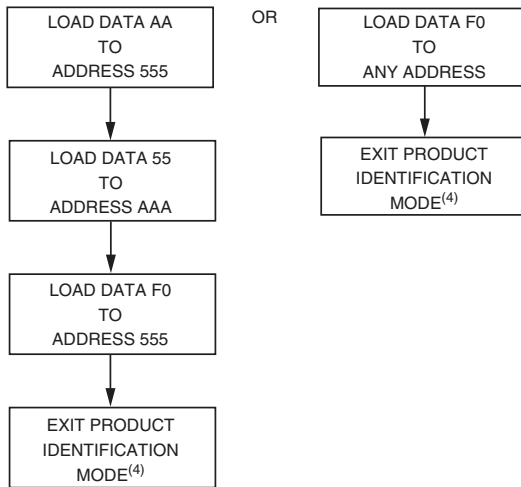 LOAD DATA AA
TO
ADDRESS 555
LOAD DATA 55
TO
ADDRESS AAA
LOAD DATA F0
TO
ADDRESS 555
EXIT PRODUCT
IDENTIFICATION
MODE(4)
OR
LOAD DATA F0
TO
ANY ADDRESS
EXIT PRODUCT
IDENTIFICATION
MODE(4)